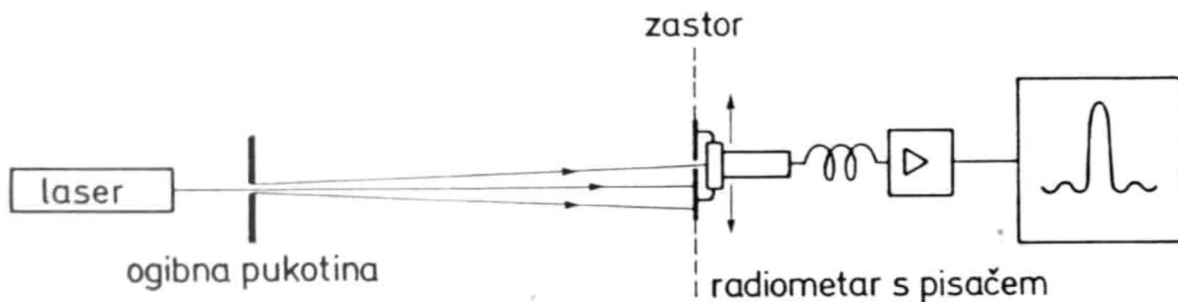 zastor
laser
ogibna pukotina
radiometar s pisačem